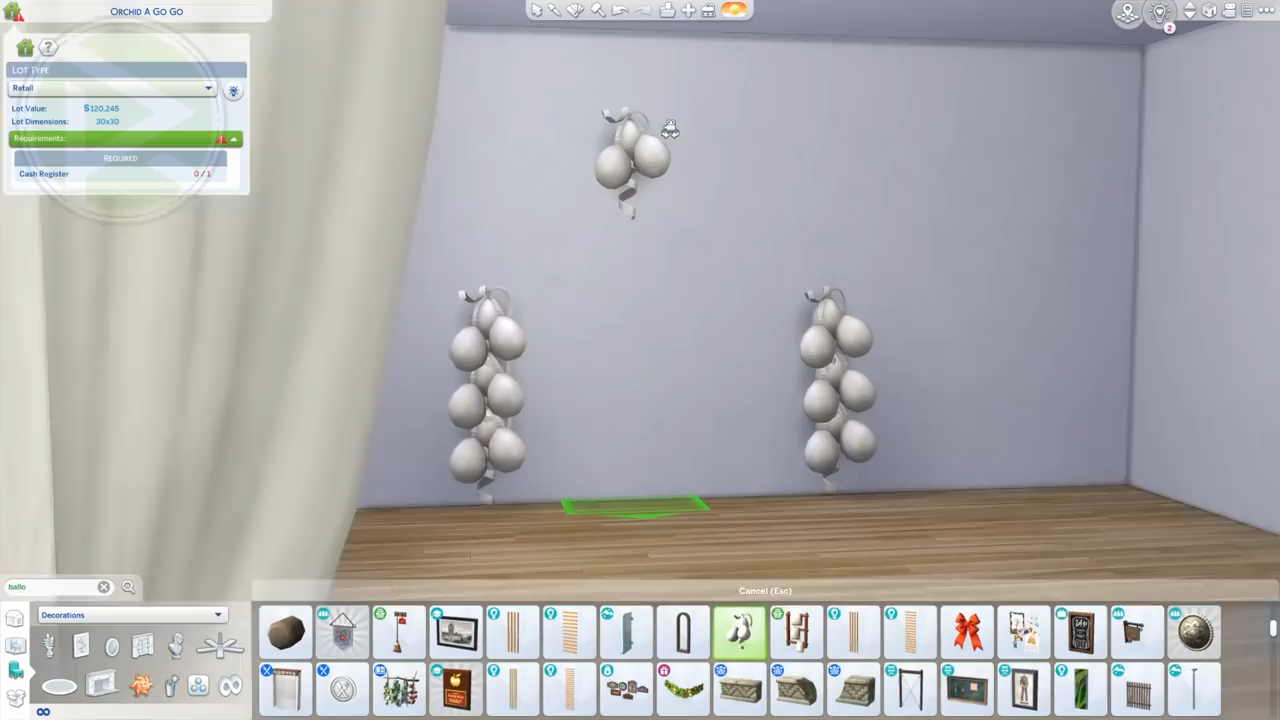 ORCHID A GO GO
2
LOT TYPE
Retail
Lot Value: $120,245
Lot Dimensions: 30x30
Requirements:
REQUIRED
Cash Register 0 / 1
ballo
Cancel (Esc)
Decorations